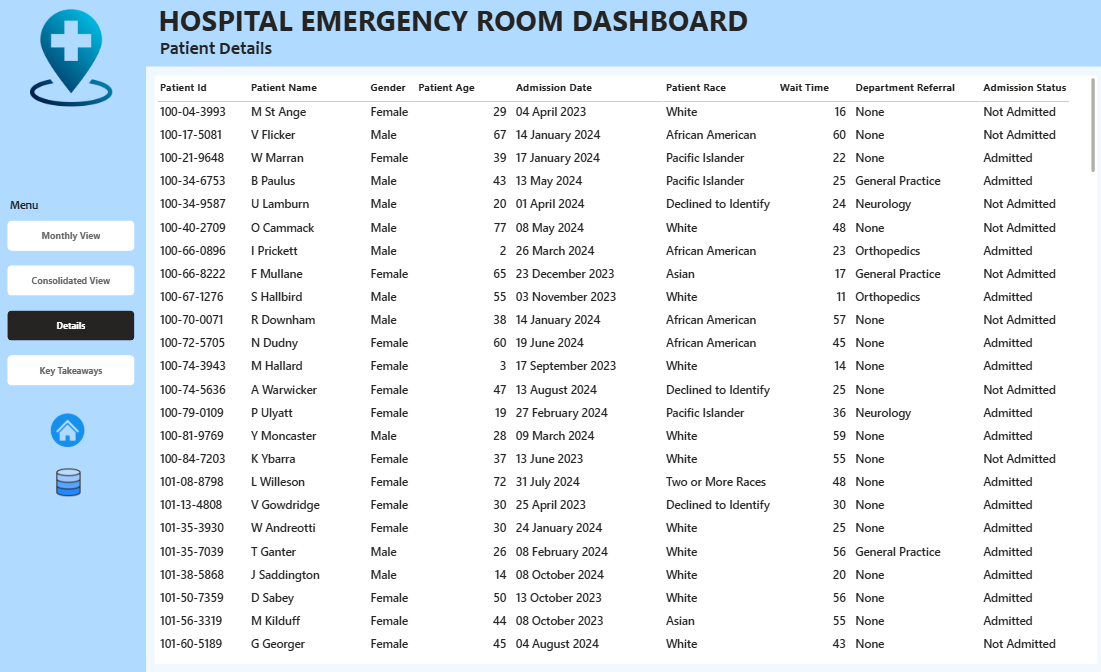 HOSPITAL EMERGENCY ROOM DASHBOARD
Patient Details
Menu
Monthly View
Consolidated View
Details
Key Takeaways
Patient Id Patient Name Gender Patient Age Admission Date Patient Race Wait Time Department Referral Admission Status
100-04-3993 M St Ange Female 29 04 April 2023 White 16 None Not Admitted
100-17-5081 V Flicker Male 67 14 January 2024 African American 60 None Not Admitted
100-21-9648 W Marran Female 39 17 January 2024 Pacific Islander 22 None Admitted
100-34-6753 B Paulus Male 43 13 May 2024 Pacific Islander 25 General Practice Admitted
100-34-9587 U Lamburn Male 20 01 April 2024 Declined to Identify 24 Neurology Not Admitted
100-40-2709 O Cammack Male 77 08 May 2024 White 48 None Not Admitted
100-66-0896 I Prickett Male 2 26 March 2024 African American 23 Orthopedics Admitted
100-66-8222 F Mullane Female 65 23 December 2023 Asian 17 General Practice Not Admitted
100-67-1276 S Hallbird Male 55 03 November 2023 White 11 Orthopedics Admitted
100-70-0071 R Downham Male 38 14 January 2024 African American 57 None Not Admitted
100-72-5705 N Dudny Female 60 19 June 2024 African American 45 None Admitted
100-74-3943 M Hallard Female 3 17 September 2023 White 14 None Admitted
100-74-5636 A Warwicker Female 47 13 August 2024 Declined to Identify 25 None Not Admitted
100-79-0109 P Ulyatt Female 19 27 February 2024 Pacific Islander 36 Neurology Admitted
100-81-9769 Y Moncaster Male 28 09 March 2024 White 59 None Admitted
100-84-7203 K Ybarra Female 37 13 June 2023 White 55 None Not Admitted
101-08-8798 L Willeson Female 72 31 July 2024 Two or More Races 48 None Admitted
101-13-4808 V Gowdridge Female 30 25 April 2023 Declined to Identify 30 None Admitted
101-35-3930 W Andreotti Female 30 24 January 2024 White 25 None Admitted
101-35-7039 T Ganter Male 26 08 February 2024 White 56 General Practice Admitted
101-38-5868 J Saddington Male 14 08 October 2024 White 20 None Admitted
101-50-7359 D Sabey Female 50 13 October 2023 White 56 None Admitted
101-56-3319 M Kilduff Female 44 08 October 2023 Asian 55 None Admitted
101-60-5189 G Georger Female 45 04 August 2024 White 43 None Not Admitted